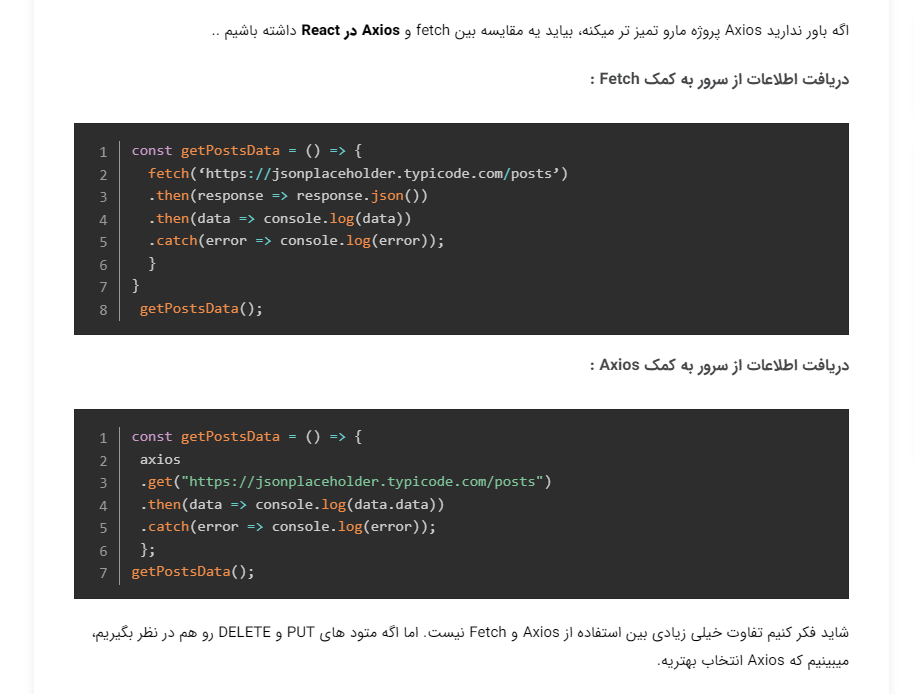 اگه باور ندارید Axios پروژه مارو تمیز تر میکنه، بیاید یه مقایسه بین fetch و Axios در React داشته باشیم ..
دریافت اطلاعات از سرور به کمک Fetch :
1 const getPostsData = () => {
2   fetch(‘https://jsonplaceholder.typicode.com/posts’)
3   .then(response => response.json())
4   .then(data => console.log(data))
5   .catch(error => console.log(error));
6   }
7 }
8  getPostsData();
دریافت اطلاعات از سرور به کمک Axios :
1 const getPostsData = () => {
2  axios
3  .get("https://jsonplaceholder.typicode.com/posts")
4  .then(data => console.log(data.data))
5  .catch(error => console.log(error));
6  };
7 getPostsData();
شاید فکر کنیم تفاوت خیلی زیادی بین استفاده از Axios و Fetch نیست. اما اگه متود های PUT و DELETE رو هم در نظر بگیریم،
میبینیم که Axios انتخاب بهتریه.